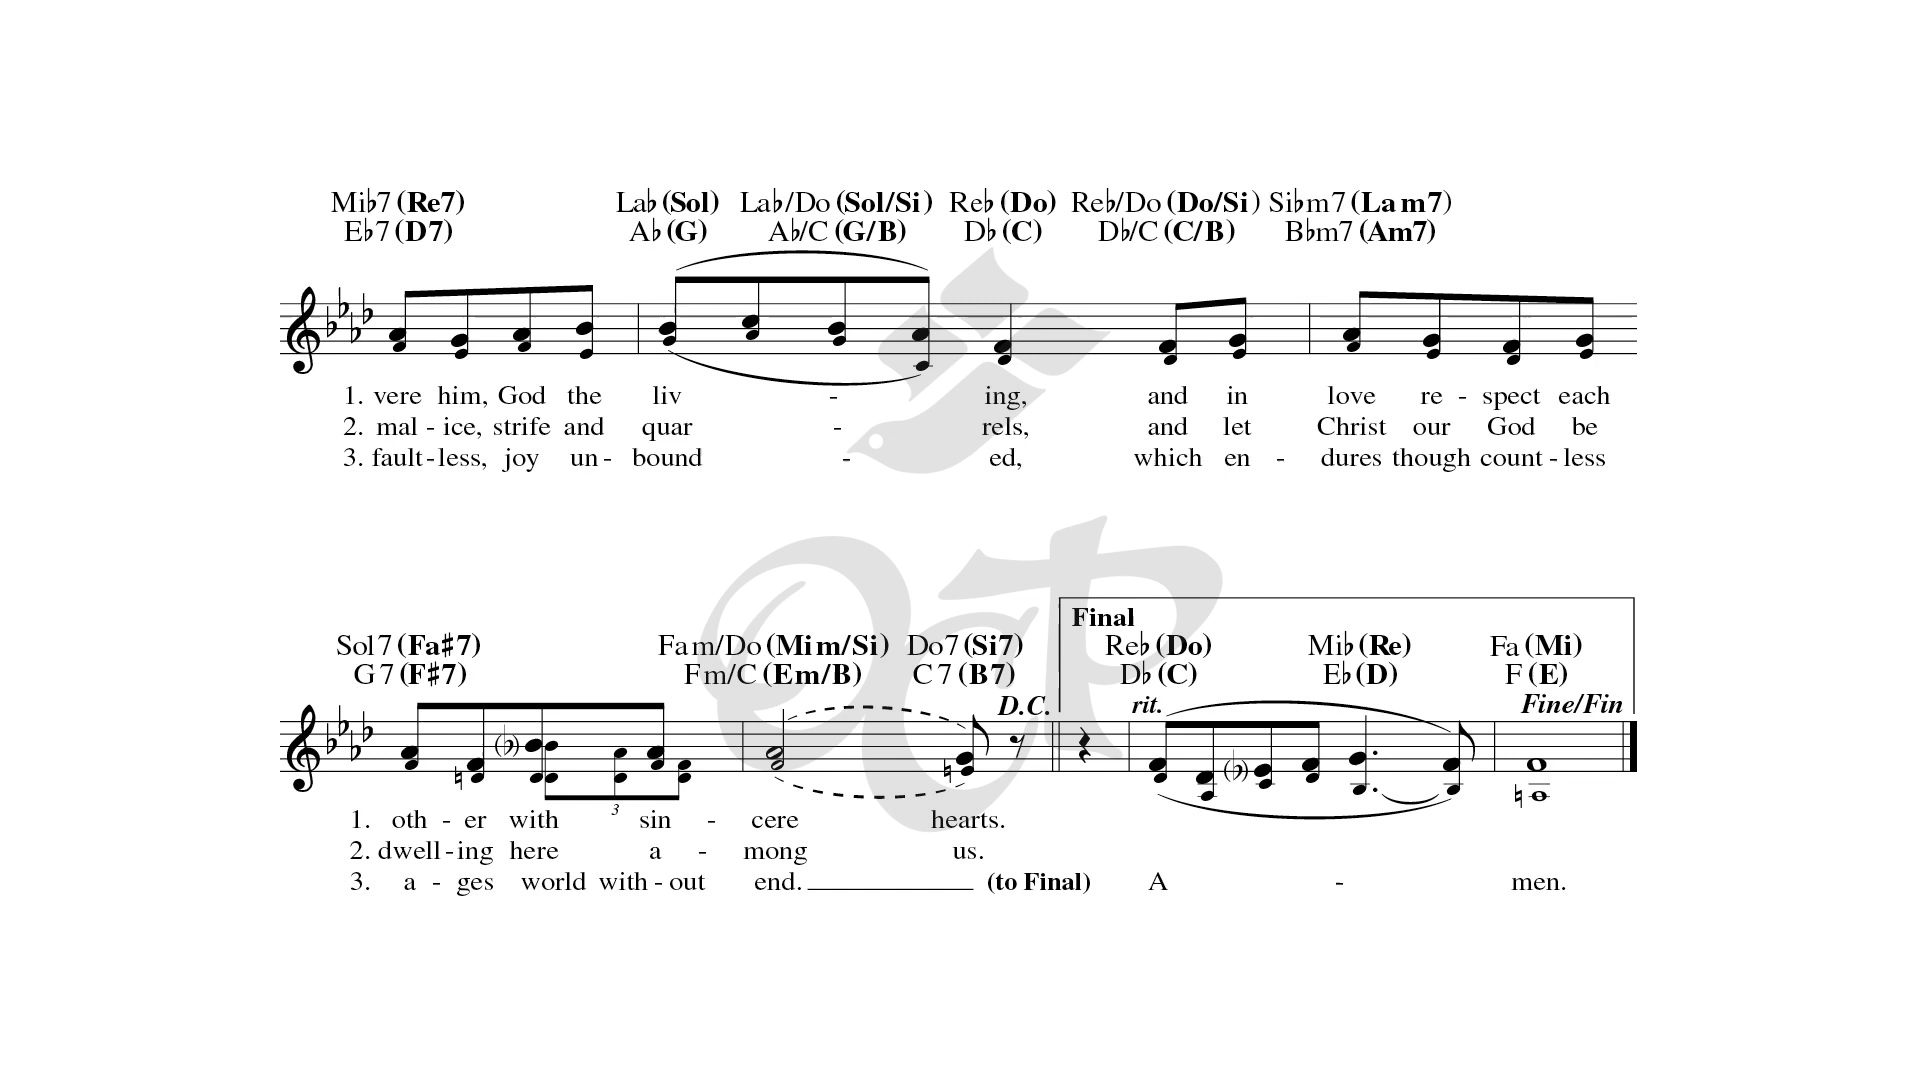 Mi♭7 (Re7) La♭ (Sol) La♭/Do (Sol/Si) Re♭ (Do) Re♭/Do (Do/Si) Si♭m7 (La m7)
E♭7 (D7) A♭ (G) A♭/C (G/B) D♭ (C) D♭/C (C/B) B♭m7 (Am7)
1. vere him, God the liv - ing, and in love re - spect each
2. mal - ice, strife and quar - rels, and let Christ our God be
3. fault - less, joy un - bound - ed, which en - dures though count - less
Final
Sol7 (Fa♯7) Fa m/Do (Mi m/Si) Do7 (Si7) Re♭ (Do) Mi♭ (Re) Fa (Mi)
G7 (F♯7) Fm/C (Em/B) C7 (B7) D♭ (C) E♭ (D) F (E)
D.C. rit. Fine/Fin
3
1. oth - er with sin - cere hearts.
2. dwell - ing here a - mong us.
3. a - ges world with - out end. (to Final) A - men.
OCP